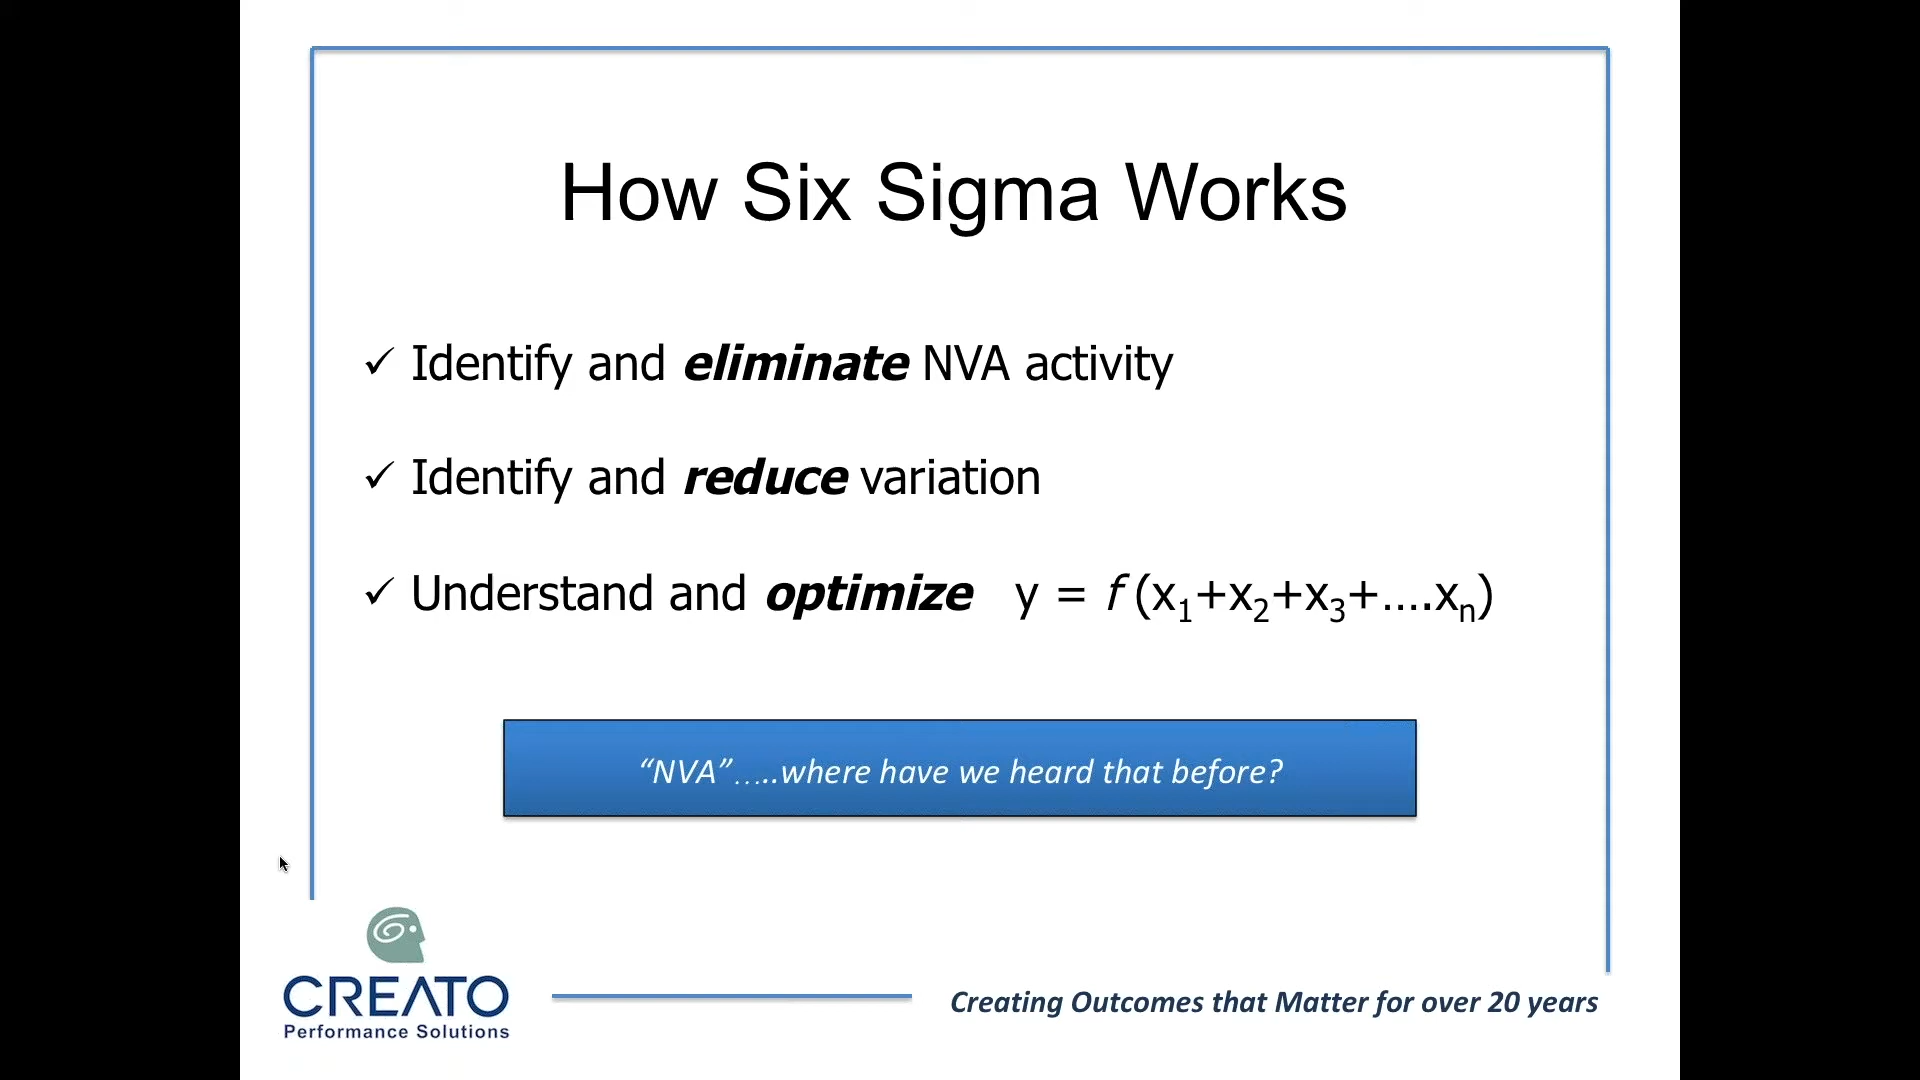 How Six Sigma Works
✓ Identify and eliminate NVA activity
✓ Identify and reduce variation
✓ Understand and optimize y = f (x₁+x₂+x₃+….xₙ)
“NVA”…..where have we heard that before?
CREATO
Performance Solutions
Creating Outcomes that Matter for over 20 years